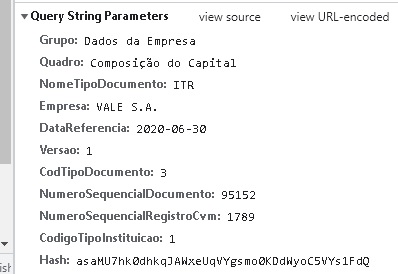 Query String Parameters view source view URL-encoded
Grupo: Dados da Empresa
Quadro: Composição do Capital
NomeTipoDocumento: ITR
Empresa: VALE S.A.
DataReferencia: 2020-06-30
Versao: 1
CodTipoDocumento: 3
NumeroSequencialDocumento: 95152
NumeroSequencialRegistroCvm: 1789
CodigoTipoInstituicao: 1
Hash: asaMU7hk0dhkqJAWxeUqVYgsmo0KDdWyoC5VYs1FdQ